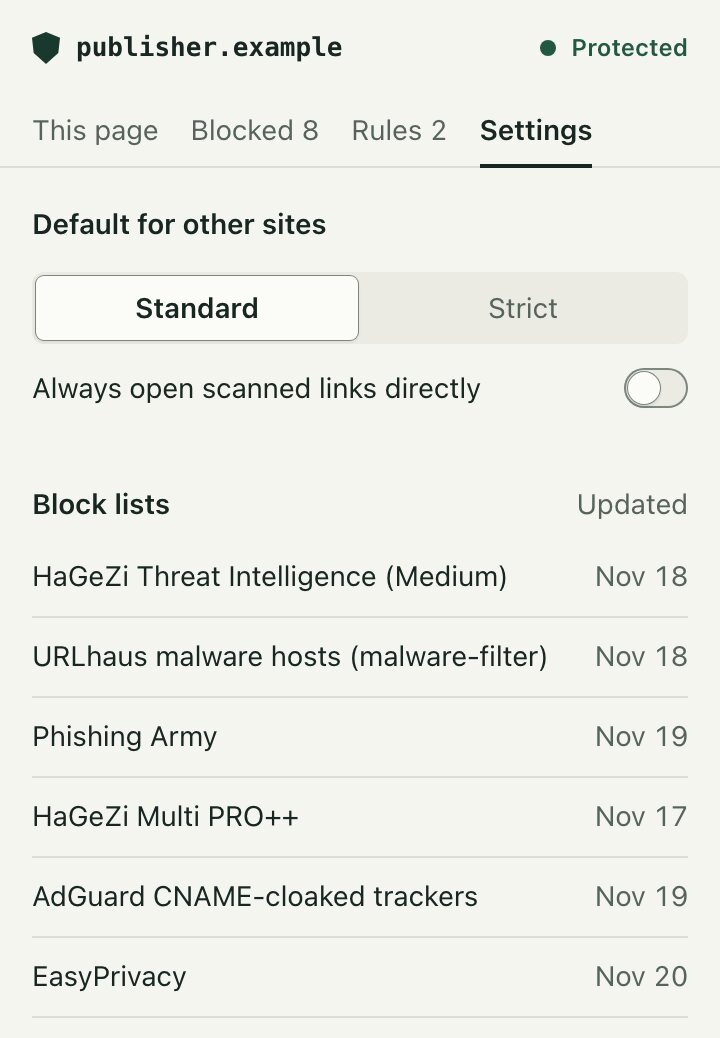 publisher.example
Protected
This page Blocked 8 Rules 2 Settings
Default for other sites
Standard Strict
Always open scanned links directly
Block lists Updated
HaGeZi Threat Intelligence (Medium) Nov 18
URLhaus malware hosts (malware-filter) Nov 18
Phishing Army Nov 19
HaGeZi Multi PRO++ Nov 17
AdGuard CNAME-cloaked trackers Nov 19
EasyPrivacy Nov 20